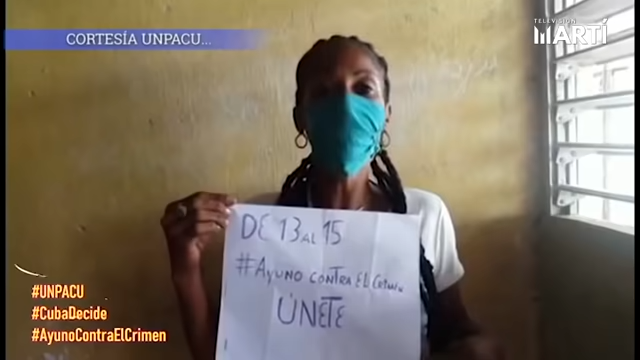 CORTESÍA UNPACU...
TELEVISIÓN
MARTÍ
DE 13 AL 15
#AYUNO CONTRA EL CRIMEN
ÚNETE
#UNPACU
#CubaDecide
#AyunoContraElCrimen